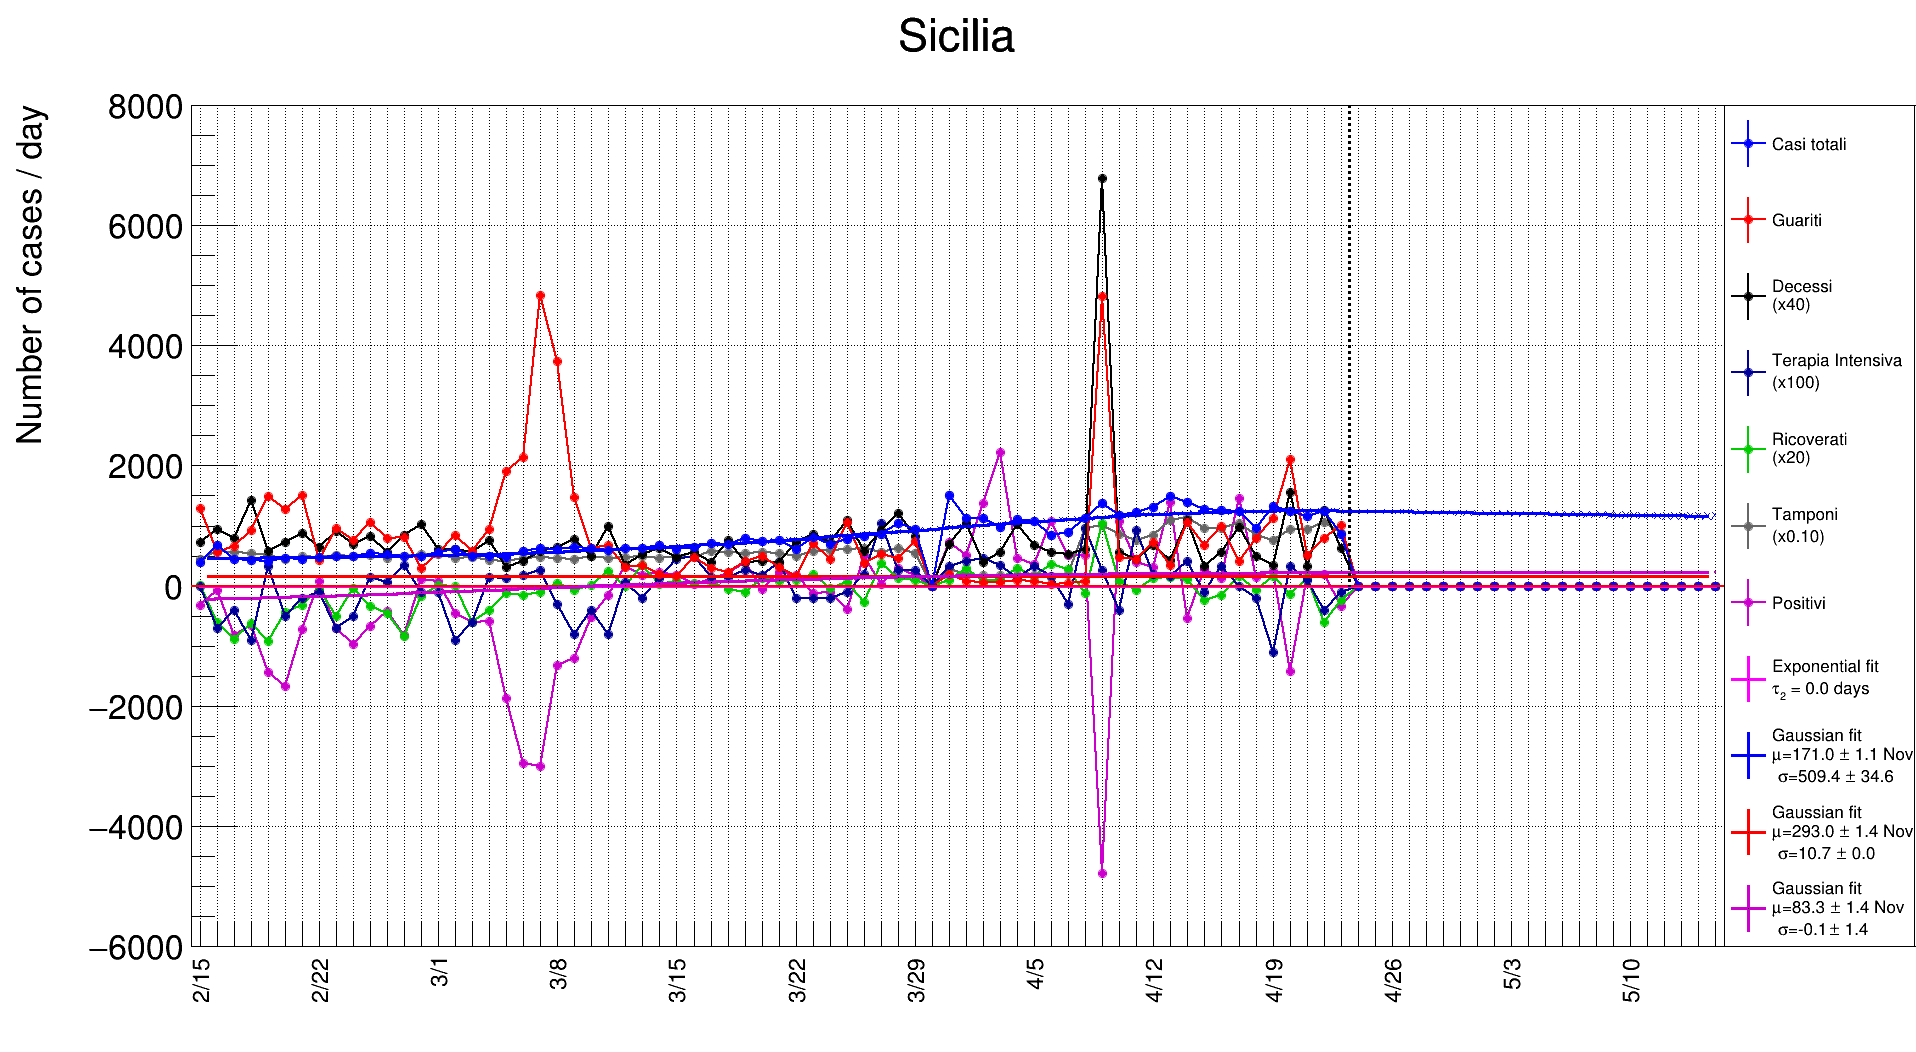 Sicilia
Number of cases / day
8000
6000
4000
2000
0
−2000
−4000
−6000
2/15
2/22
3/1
3/8
3/15
3/22
3/29
4/5
4/12
4/19
4/26
5/3
5/10
Casi totali
Guariti
Decessi
(x40)
Terapia Intensiva
(x100)
Ricoverati
(x20)
Tamponi
(x0.10)
Positivi
Exponential fit
τ2 = 0.0 days
Gaussian fit
μ=171.0 ± 1.1 Nov
σ=509.4 ± 34.6
Gaussian fit
μ=293.0 ± 1.4 Nov
σ=10.7 ± 0.0
Gaussian fit
μ=83.3 ± 1.4 Nov
σ=-0.1 ± 1.4